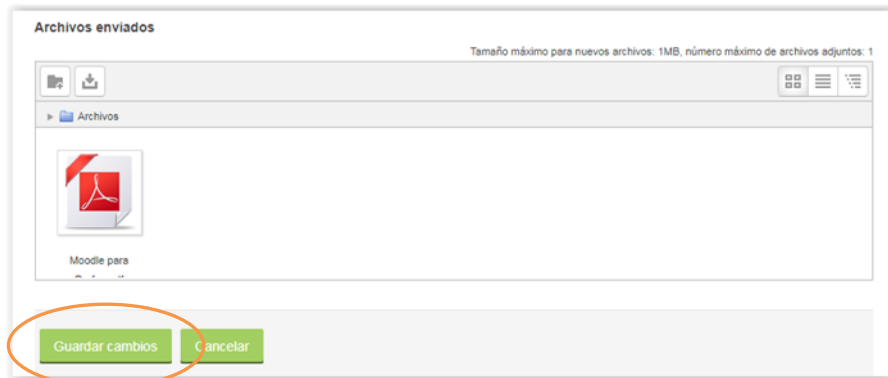 Archivos enviados
Tamaño máximo para nuevos archivos: 1MB, número máximo de archivos adjuntos: 1
Archivos
Moodle para
Guardar cambios
Cancelar